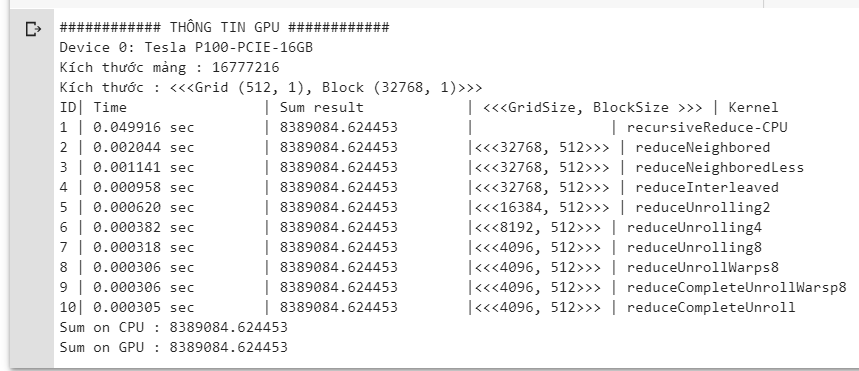 ############ THÔNG TIN GPU ############
Device 0: Tesla P100-PCIE-16GB
Kích thước mảng : 16777216
Kích thước : <<<Grid (512, 1), Block (32768, 1)>>>
ID| Time | Sum result | <<<GridSize, BlockSize >>> | Kernel
1 | 0.049916 sec | 8389084.624453 | | recursiveReduce-CPU
2 | 0.002044 sec | 8389084.624453 |<<<32768, 512>>> | reduceNeighbored
3 | 0.001141 sec | 8389084.624453 |<<<32768, 512>>> | reduceNeighboredLess
4 | 0.000958 sec | 8389084.624453 |<<<32768, 512>>> | reduceInterleaved
5 | 0.000620 sec | 8389084.624453 |<<<16384, 512>>> | reduceUnrolling2
6 | 0.000382 sec | 8389084.624453 |<<<8192, 512>>> | reduceUnrolling4
7 | 0.000318 sec | 8389084.624453 |<<<4096, 512>>> | reduceUnrolling8
8 | 0.000306 sec | 8389084.624453 |<<<4096, 512>>> | reduceUnrollWarps8
9 | 0.000306 sec | 8389084.624453 |<<<4096, 512>>> | reduceCompleteUnrollWarsp8
10| 0.000305 sec | 8389084.624453 |<<<4096, 512>>> | reduceCompleteUnroll
Sum on CPU : 8389084.624453
Sum on GPU : 8389084.624453